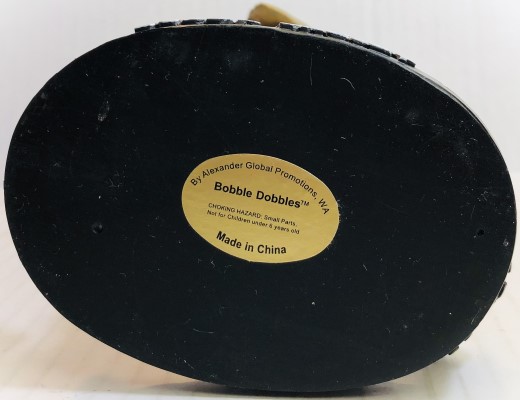 By Alexander Global Promotions, WA
Bobble Dobbles™
CHOKING HAZARD: Small Parts.
Not for Children under 6 years old
Made in China